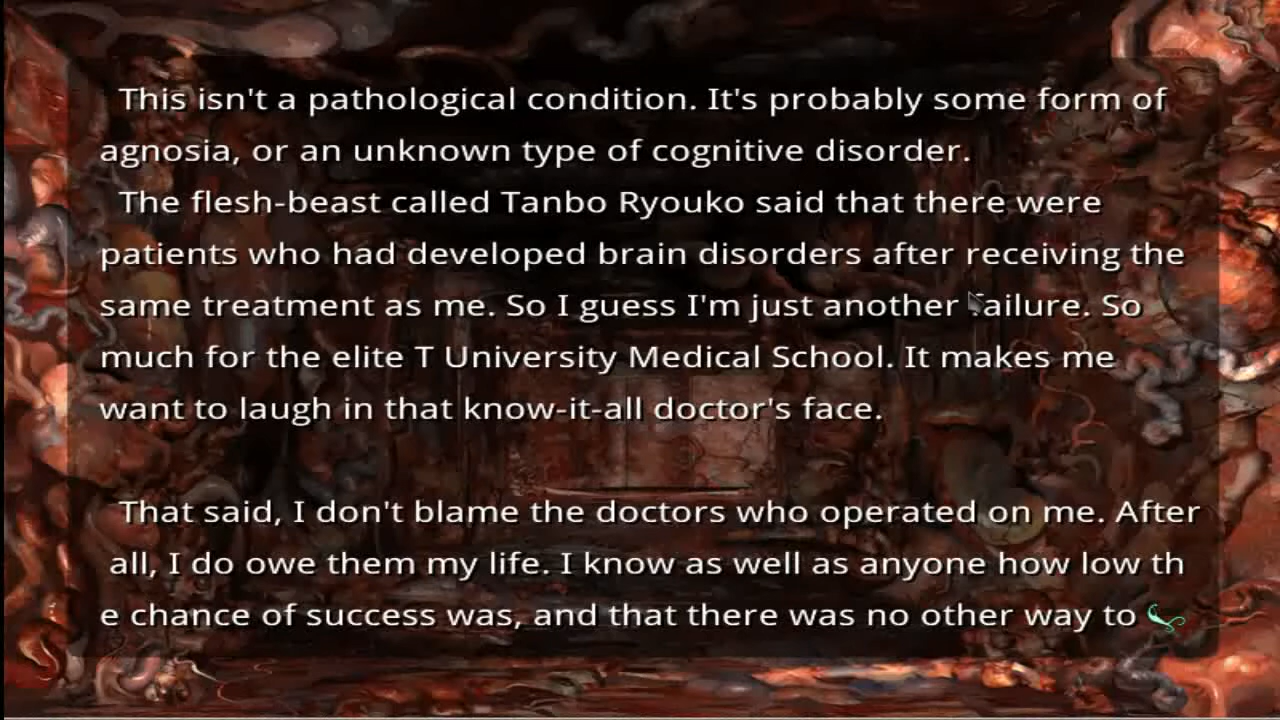 This isn't a pathological condition. It's probably some form of
agnosia, or an unknown type of cognitive disorder.
The flesh-beast called Tanbo Ryouko said that there were
patients who had developed brain disorders after receiving the
same treatment as me. So I guess I'm just another failure. So
much for the elite T University Medical School. It makes me
want to laugh in that know-it-all doctor's face.
That said, I don't blame the doctors who operated on me. After
all, I do owe them my life. I know as well as anyone how low th
e chance of success was, and that there was no other way to